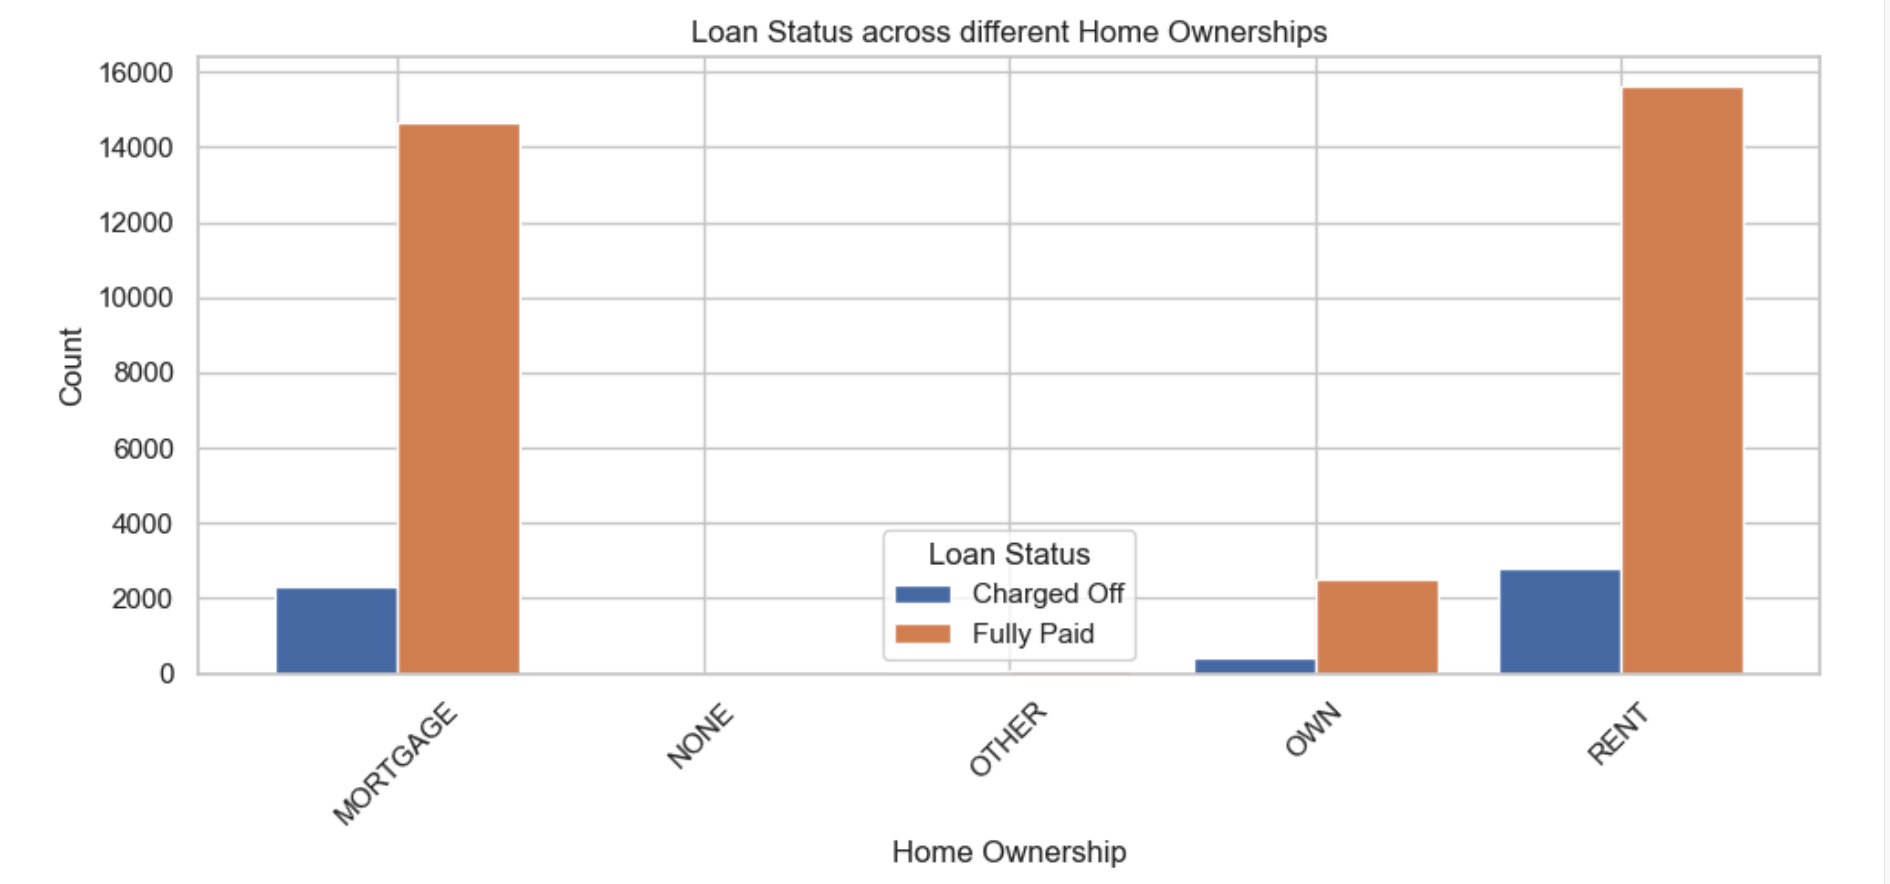 Loan Status across different Home Ownerships
16000
14000
12000
10000
8000
6000
4000
2000
0
Count
Loan Status
Charged Off
Fully Paid
MORTGAGE
NONE
OTHER
OWN
RENT
Home Ownership